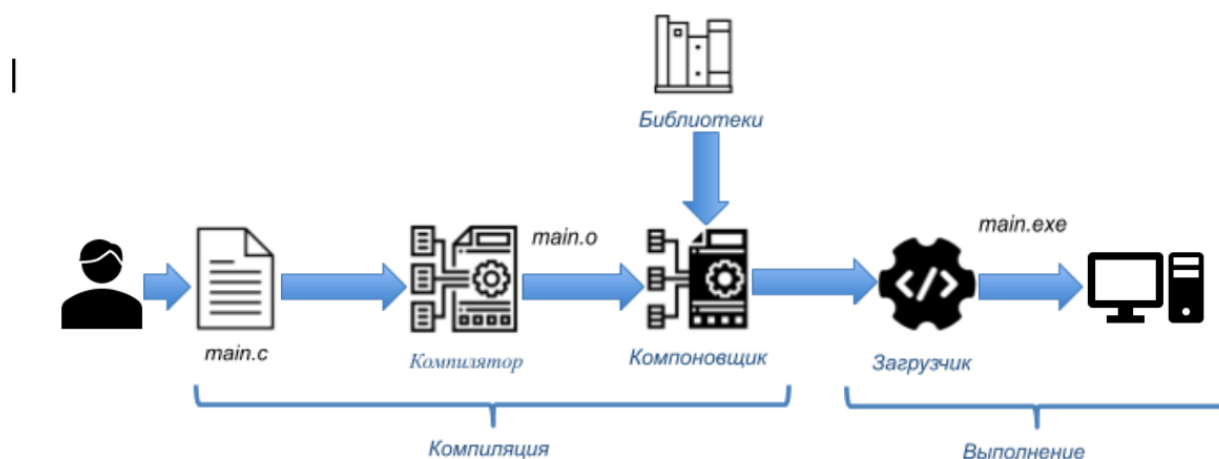 Библиотеки
main.o
main.exe
main.c
Компилятор
Компоновщик
Загрузчик
Компиляция
Выполнение